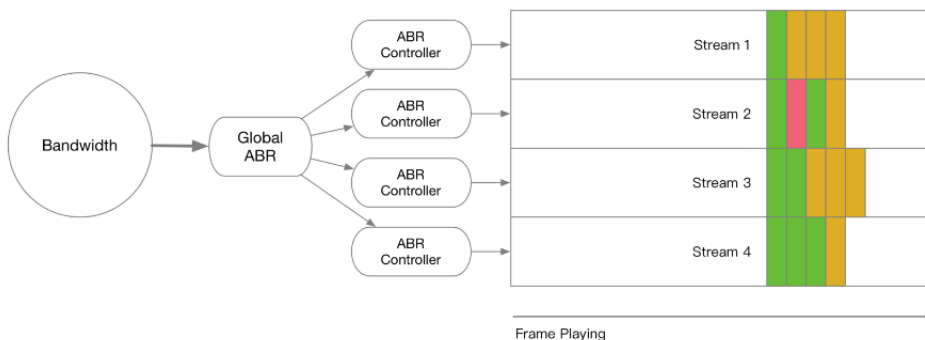 Bandwidth
Global
ABR
ABR
Controller
ABR
Controller
ABR
Controller
ABR
Controller
Stream 1
Stream 2
Stream 3
Stream 4
Frame Playing